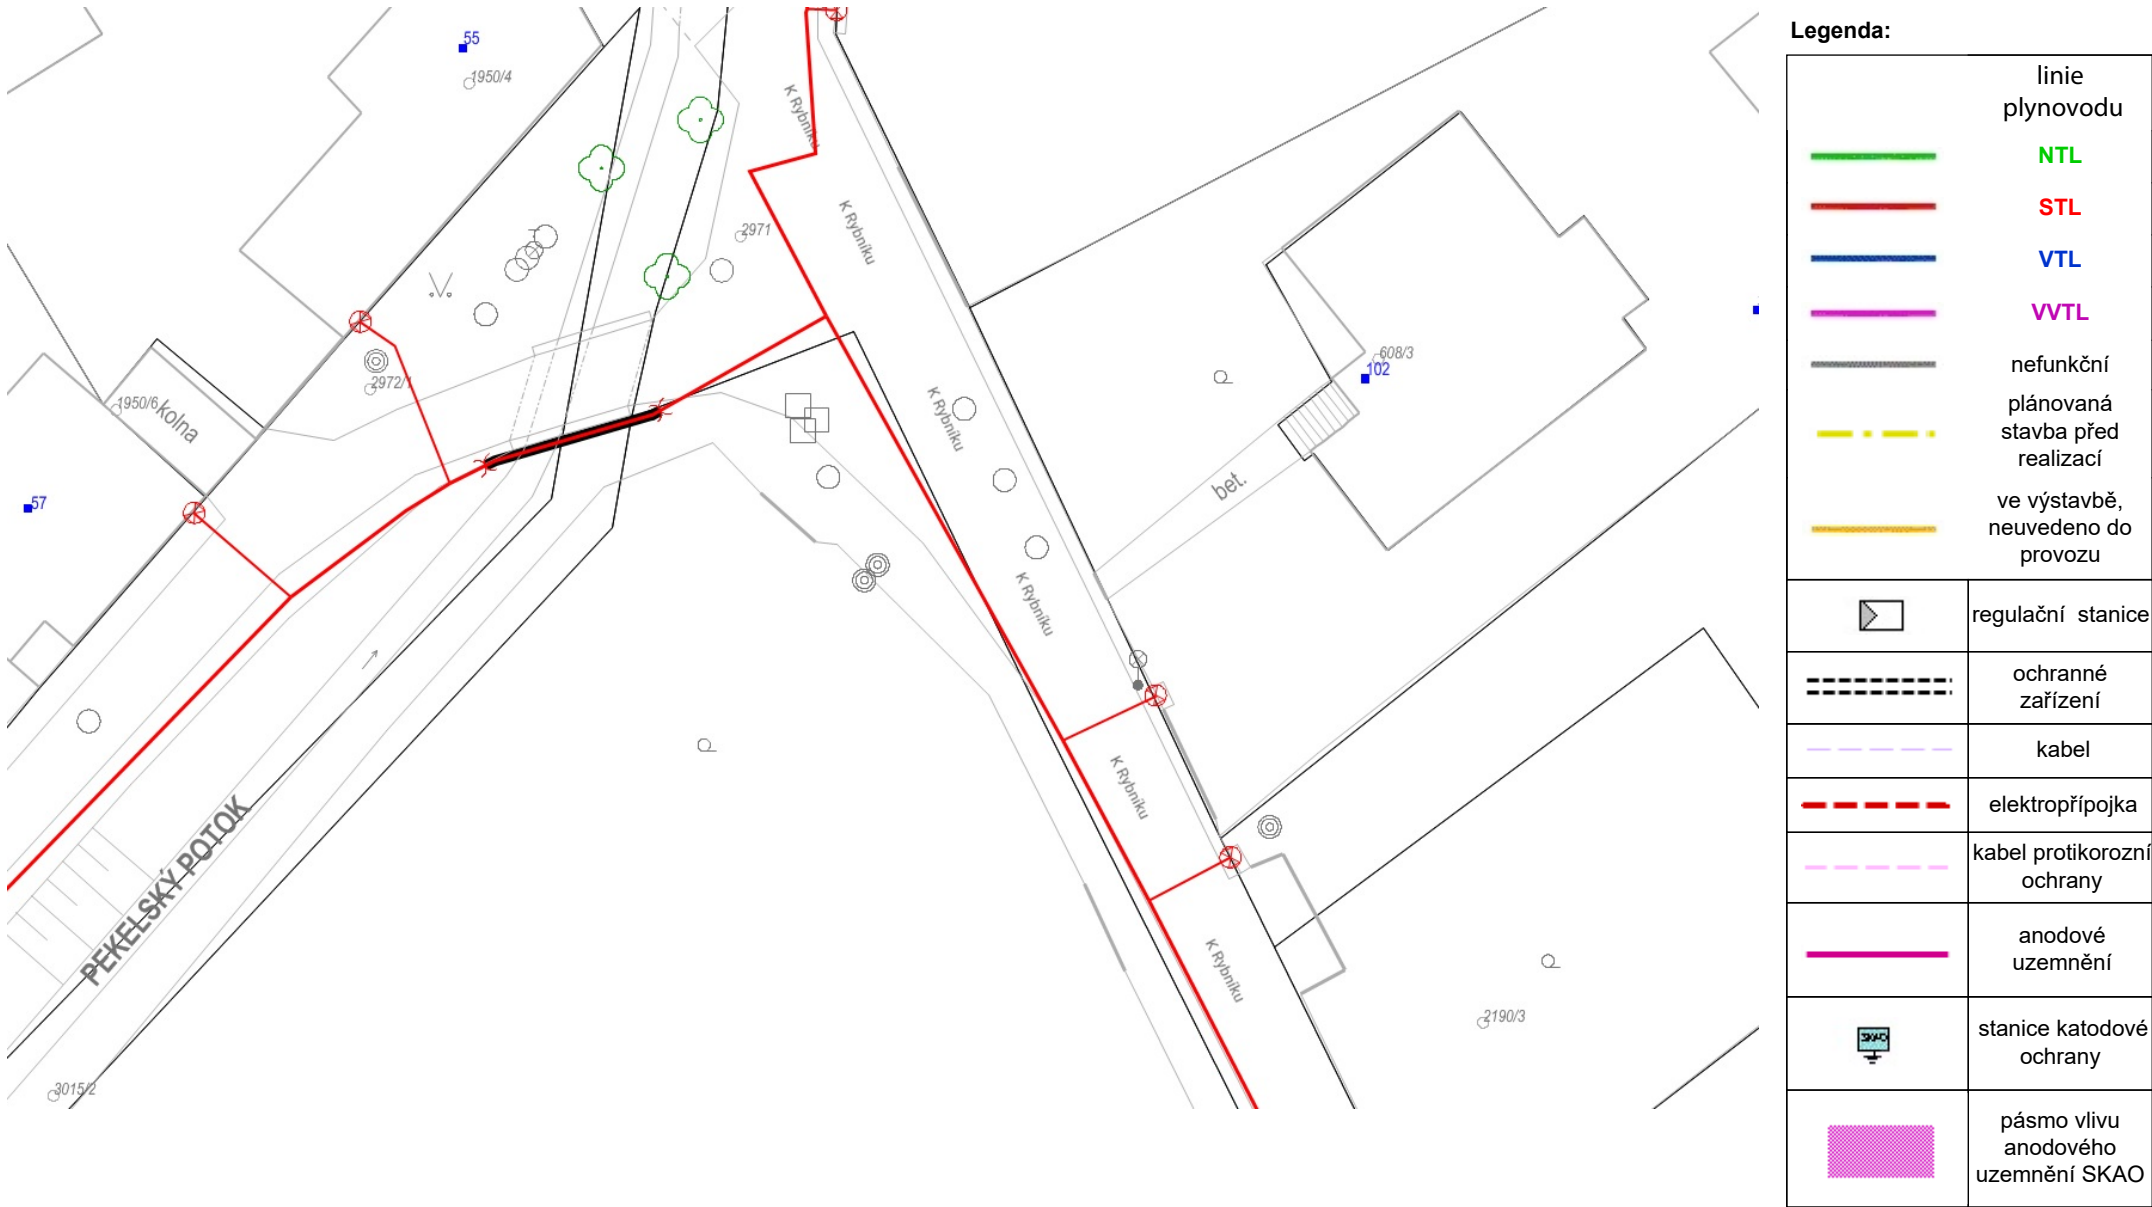 55
1950/4
K Rybníku
K Rybníku
2971
608/3
102
2972/1
1950/6
kolna
K Rybníku
bet.
57
K Rybníku
K Rybníku
PEKELSKÝ POTOK
K Rybníku
2190/3
3015/2
Legenda:
linie
plynovodu
NTL
STL
VTL
VVTL
nefunkční
plánovaná
stavba před
realizací
ve výstavbě,
neuvedeno do
provozu
regulační stanice
ochranné
zařízení
kabel
elektropřípojka
kabel protikorozní
ochrany
anodové
uzemnění
SKAO
stanice katodové
ochrany
pásmo vlivu
anodového
uzemnění SKAO